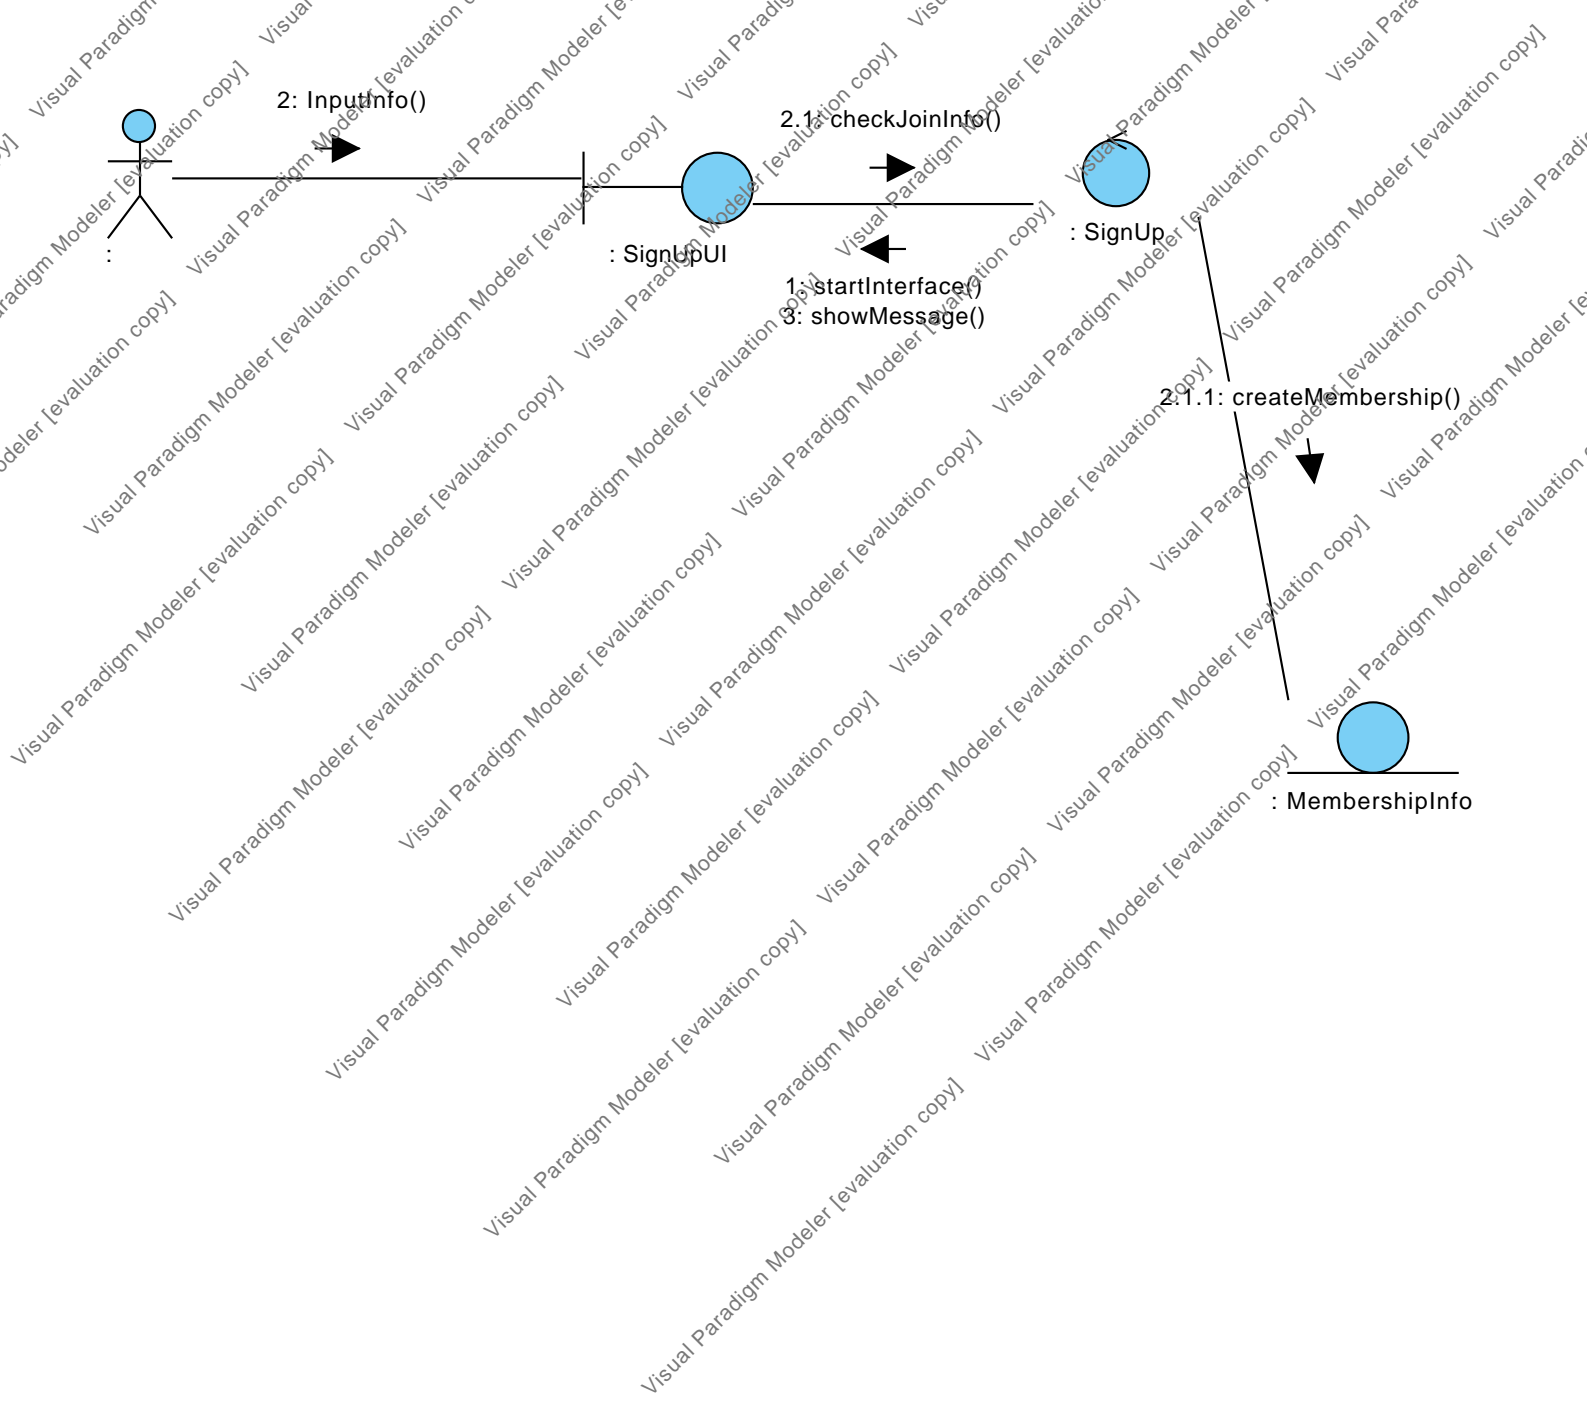 2: InputInfo()
2.1: checkJoinInfo()
:
: SignUpUI
: SignUp
1: startInterface()
3: showMessage()
2.1.1: createMembership()
: MembershipInfo
Visual Paradigm Modeler [evaluation copy]